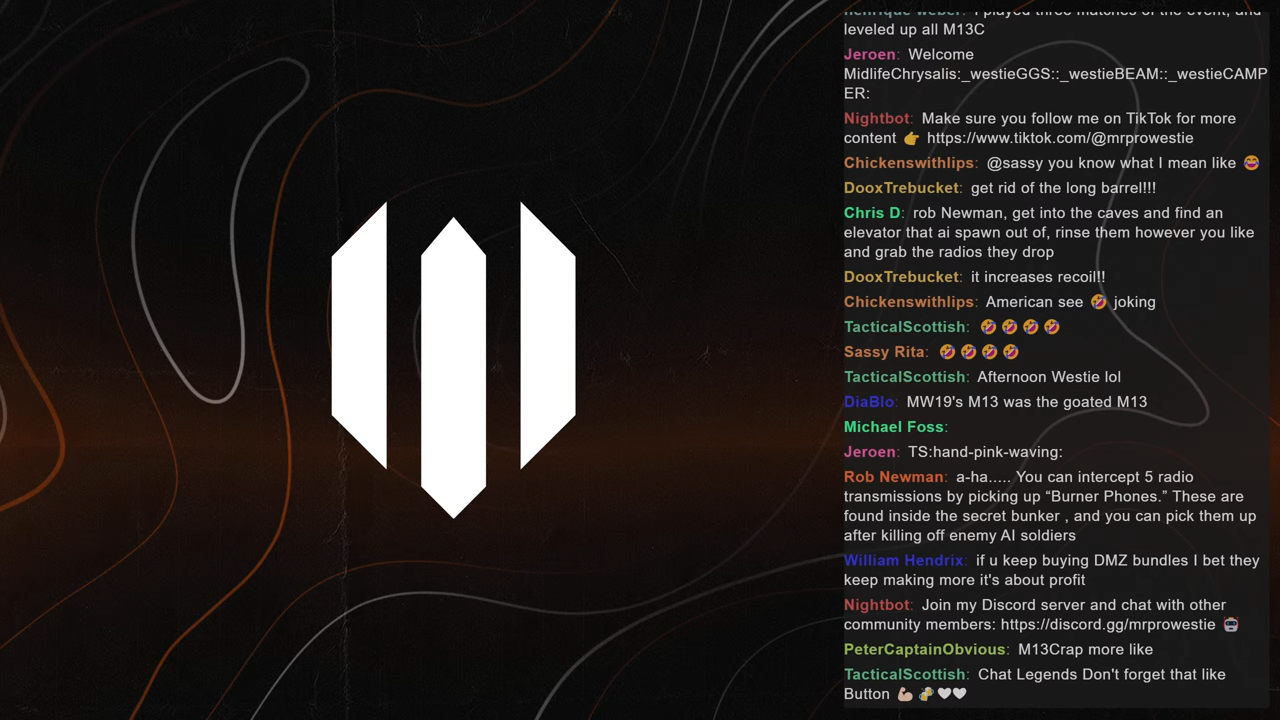 henrique weber: I played three matches of the event, and
leveled up all M13C
Jeroen: Welcome
MidlifeChrysalis:_westieGGS::_westieBEAM::_westieCAMP
ER:
Nightbot: Make sure you follow me on TikTok for more
content 👉 https://www.tiktok.com/@mrprowestie
Chickenswithlips: @sassy you know what I mean like 😂
DooxTrebucket: get rid of the long barrel!!!
Chris D: rob Newman, get into the caves and find an
elevator that ai spawn out of, rinse them however you like
and grab the radios they drop
DooxTrebucket: it increases recoil!!
Chickenswithlips: American see 🤣 joking
TacticalScottish: 🤣🤣🤣🤣
Sassy Rita: 🤣🤣🤣🤣
TacticalScottish: Afternoon Westie lol
DiaBlo: MW19's M13 was the goated M13
Michael Foss:
Jeroen: TS:hand-pink-waving:
Rob Newman: a-ha..... You can intercept 5 radio
transmissions by picking up “Burner Phones.” These are
found inside the secret bunker , and you can pick them up
after killing off enemy AI soldiers
William Hendrix: if u keep buying DMZ bundles I bet they
keep making more it's about profit
Nightbot: Join my Discord server and chat with other
community members: https://discord.gg/mrprowestie 🤖
PeterCaptainObvious: M13Crap more like
TacticalScottish: Chat Legends Don't forget that like
Button 💪🏼 🤚 🤍🤍